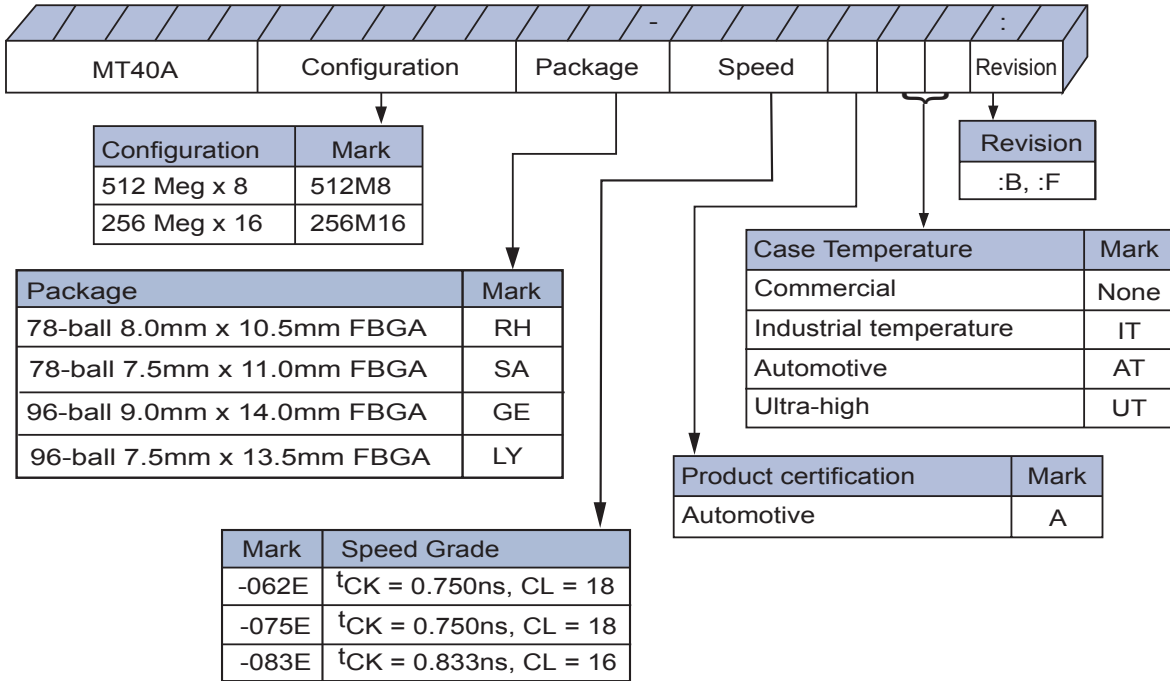 - :
MT40A Configuration Package Speed Revision
Configuration Mark
512 Meg x 8 512M8
256 Meg x 16 256M16
Revision
:B, :F
Package Mark
78-ball 8.0mm x 10.5mm FBGA RH
78-ball 7.5mm x 11.0mm FBGA SA
96-ball 9.0mm x 14.0mm FBGA GE
96-ball 7.5mm x 13.5mm FBGA LY
Case Temperature Mark
Commercial None
Industrial temperature IT
Automotive AT
Ultra-high UT
Product certification Mark
Automotive A
Mark Speed Grade
-062E tCK = 0.750ns, CL = 18
-075E tCK = 0.750ns, CL = 18
-083E tCK = 0.833ns, CL = 16